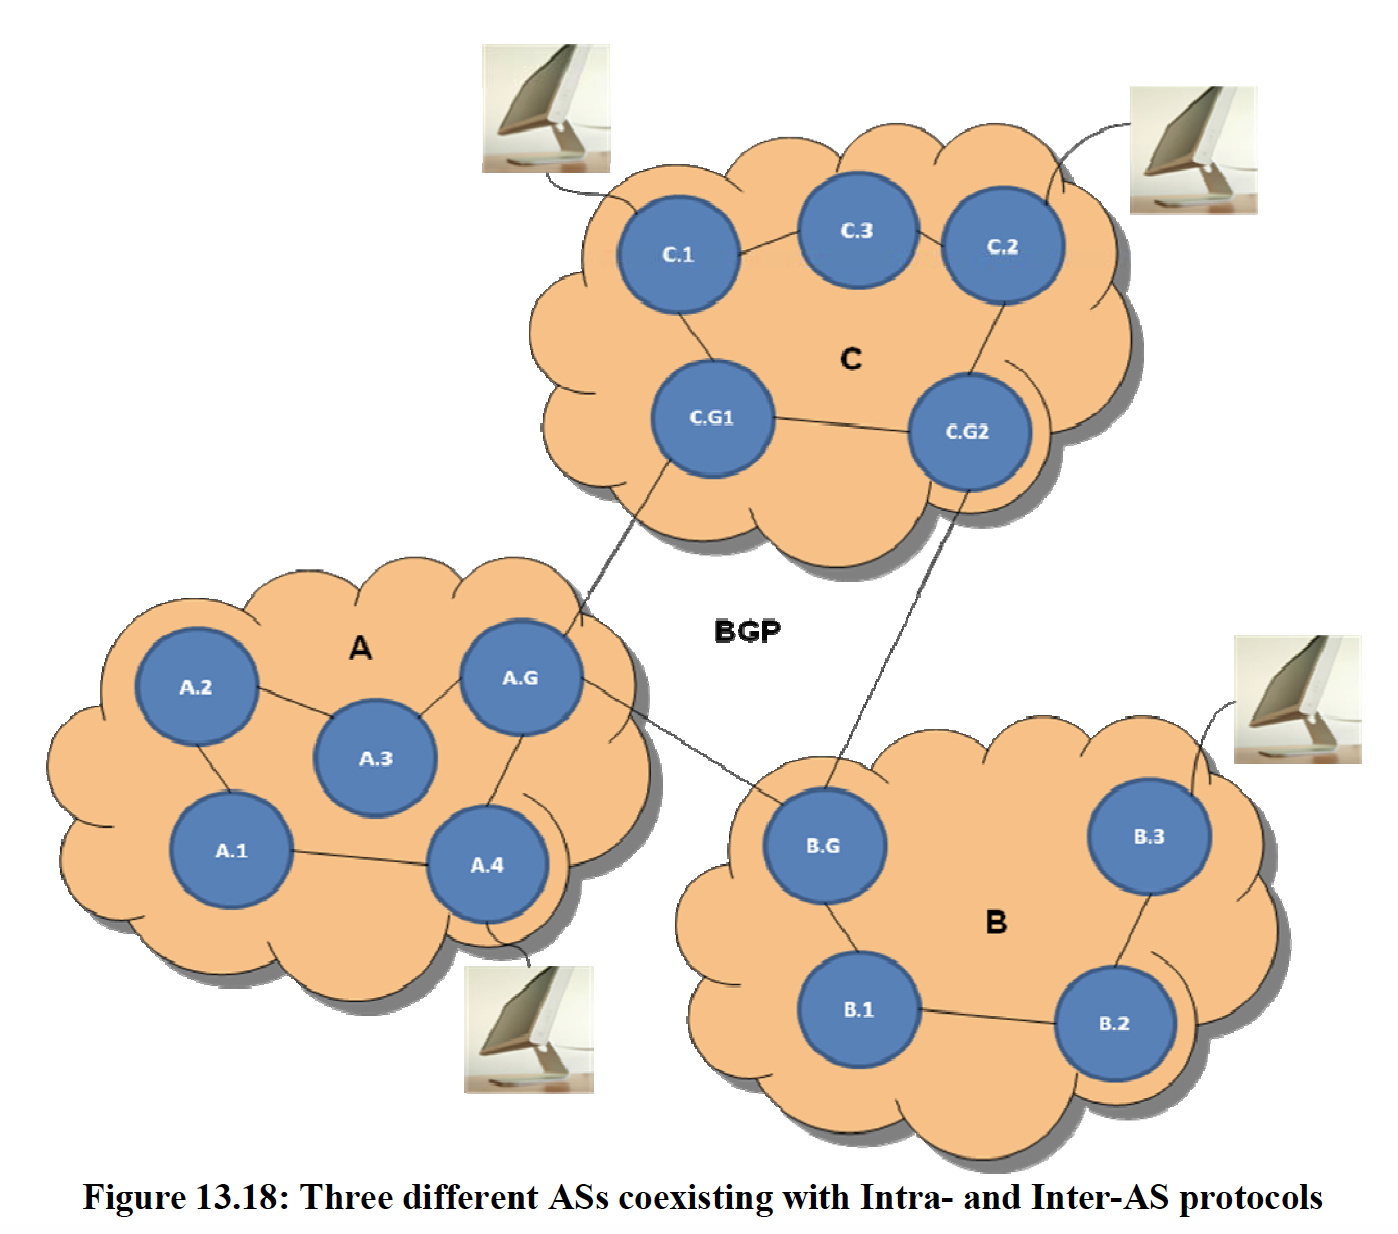 C.1
C.3
C.2
C
C.G1
C.G2
BGP
A
A.2
A.G
A.3
A.1
A.4
B.G
B.3
B
B.1
B.2
Figure 13.18: Three different ASs coexisting with Intra- and Inter-AS protocols